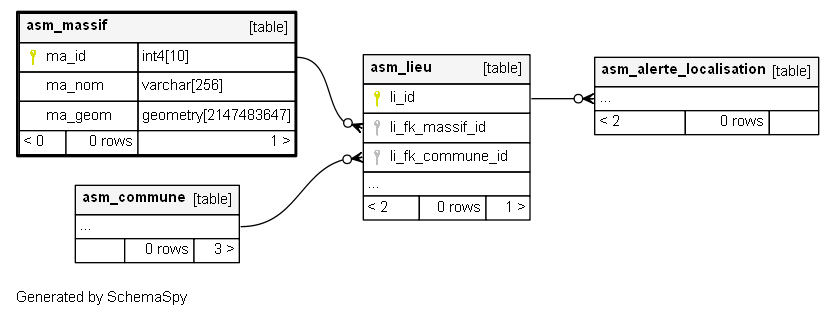 asm_massif [table]
ma_id int4[10]
ma_nom varchar[256]
ma_geom geometry[2147483647]
< 0 0 rows 1 >
asm_lieu [table]
li_id
li_fk_massif_id
li_fk_commune_id
...
< 2 0 rows 1 >
asm_alerte_localisation [table]
...
< 2 0 rows
asm_commune [table]
...
0 rows 3 >
Generated by SchemaSpy